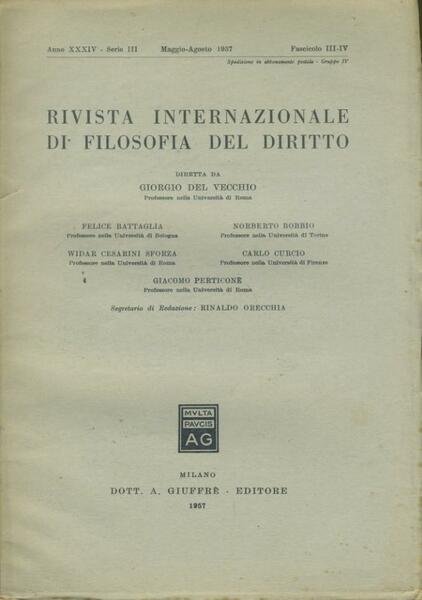 Anno XXXIV - Serie III Maggio-Agosto 1957 Fascicolo III-IV
Spedizione in abbonamento postale - Gruppo IV
RIVISTA INTERNAZIONALE
DI FILOSOFIA DEL DIRITTO
DIRETTA DA
GIORGIO DEL VECCHIO
Professore nella Università di Roma
FELICE BATTAGLIA NORBERTO BOBBIO
Professore nella Università di Bologna Professore nella Università di Torino
WIDAR CESARINI SFORZA CARLO CURCIO
Professore nella Università di Roma Professore nella Università di Firenze
GIACOMO PERTICONE
Professore nella Università di Roma
Segretario di Redazione: RINALDO ORECCHIA
MVLTA
PAVCIS
AG
MILANO
DOTT. A. GIUFFRÈ - EDITORE
1957